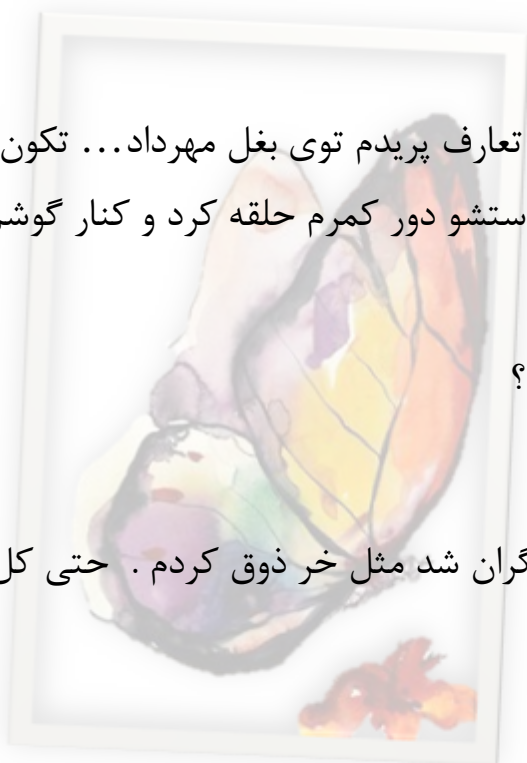 تعارف پریدم توی بغل مهرداد... تکون
ستشو دور کمرم حلقه کرد و کنار گوشم
؟
گران شد مثل خر ذوق کردم . حتی کل